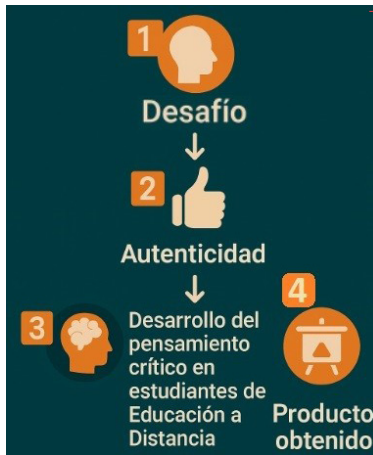 1
Desafío
2
Autenticidad
3
Desarrollo del
pensamiento
crítico en
estudiantes de
Educación a
Distancia
4
Producto
obtenido